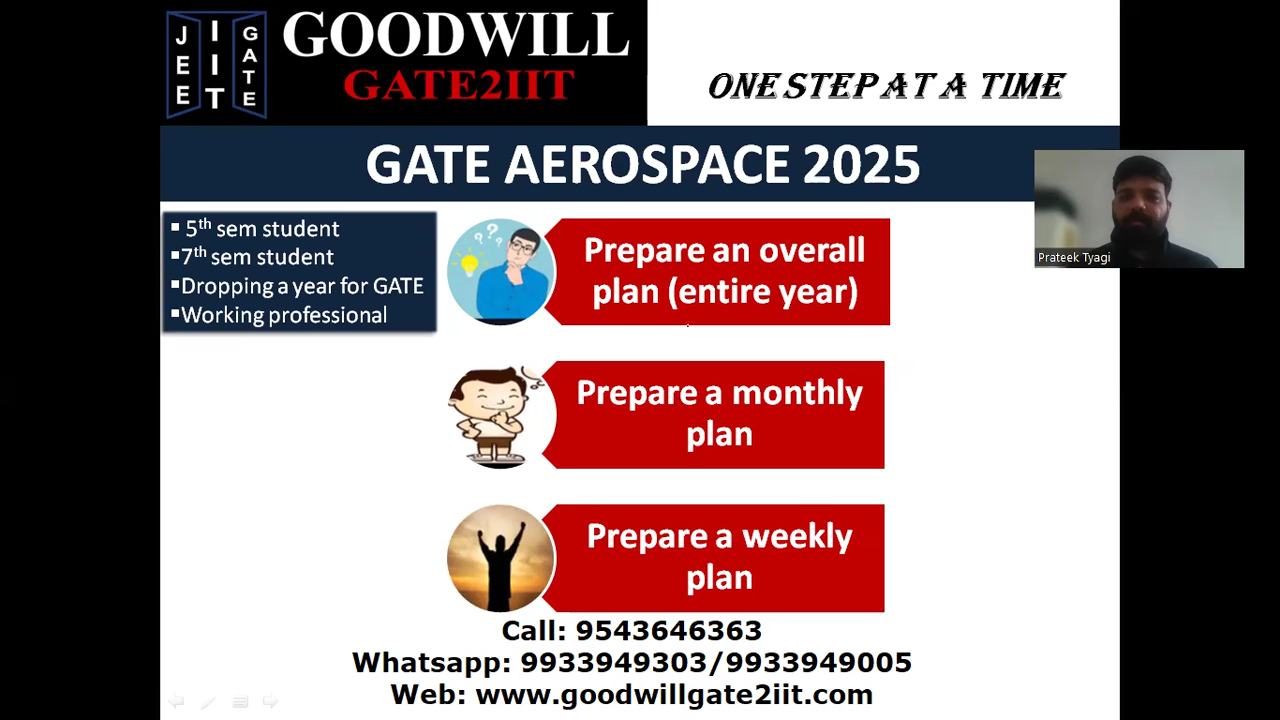 JEE
IIT
GATE
GOODWILL
GATE2IIT
ONE STEP AT A TIME
GATE AEROSPACE 2025
▪ 5th sem student
▪7th sem student
▪Dropping a year for GATE
▪Working professional
? ? ?
Prepare an overall
plan (entire year)
Prateek Tyagi
Prepare a monthly
plan
Prepare a weekly
plan
Call: 9543646363
Whatsapp: 9933949303/9933949005
Web: www.goodwillgate2iit.com